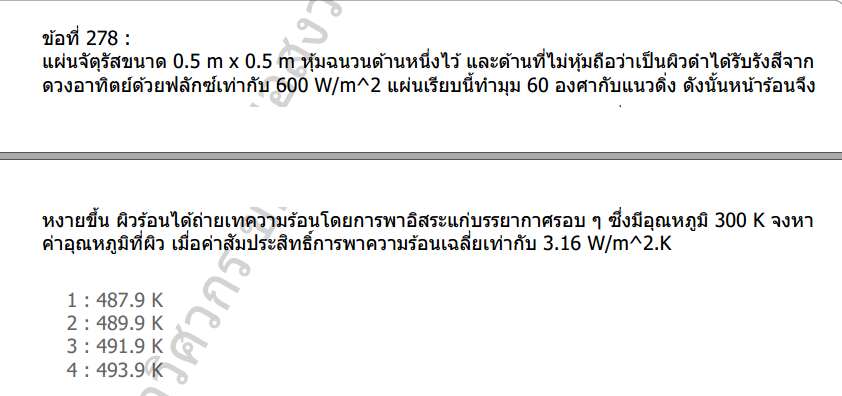 ข้อที่ 278 :
แผ่นจัตุรัสขนาด 0.5 m x 0.5 m หุ้มฉนวนด้านหนึ่งไว้ และด้านที่ไม่หุ้มถือว่าเป็นผิวดำได้รับรังสีจาก
ดวงอาทิตย์ด้วยฟลักซ์เท่ากับ 600 W/m^2 แผ่นเรียบนี้ทำมุม 60 องศากับแนวดิ่ง ดังนั้นหน้าร้อนจึง
หงายขึ้น ผิวร้อนได้ถ่ายเทความร้อนโดยการพาอิสระแก่บรรยากาศรอบ ๆ ซึ่งมีอุณหภูมิ 300 K จงหา
ค่าอุณหภูมิที่ผิว เมื่อค่าสัมประสิทธิ์การพาความร้อนเฉลี่ยเท่ากับ 3.16 W/m^2.K
1 : 487.9 K
2 : 489.9 K
3 : 491.9 K
4 : 493.9 K